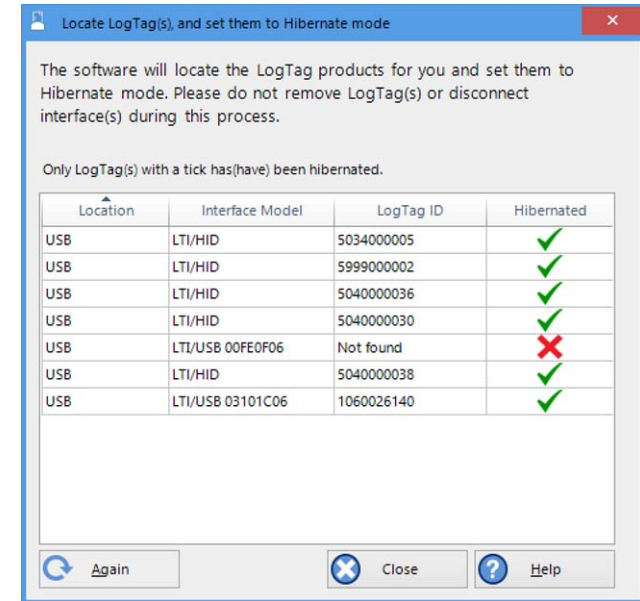 Locate LogTag(s), and set them to Hibernate mode
The software will locate the LogTag products for you and set them to
Hibernate mode. Please do not remove LogTag(s) or disconnect
interface(s) during this process.
Only LogTag(s) with a tick has(have) been hibernated.
Location Interface Model LogTag ID Hibernated
USB LTI/HID 5034000005
USB LTI/HID 5999000002
USB LTI/HID 5040000036
USB LTI/HID 5040000030
USB LTI/USB 00FE0F06 Not found
USB LTI/HID 5040000038
USB LTI/USB 03101C06 1060026140
Again Close Help